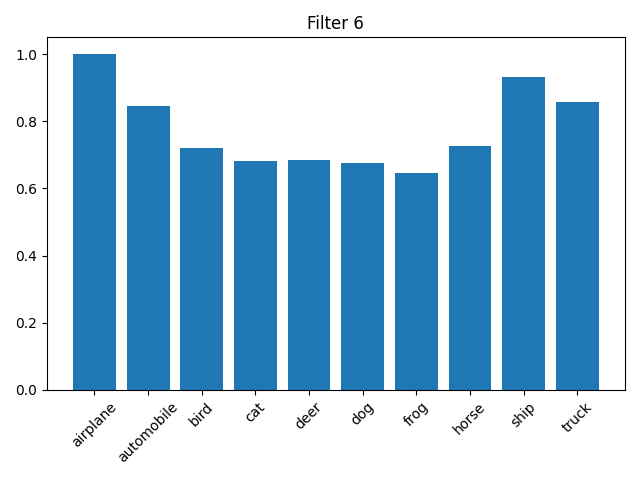 Filter 6
1.0
0.8
0.6
0.4
0.2
0.0
airplane
automobile
bird
cat
deer
dog
frog
horse
ship
truck